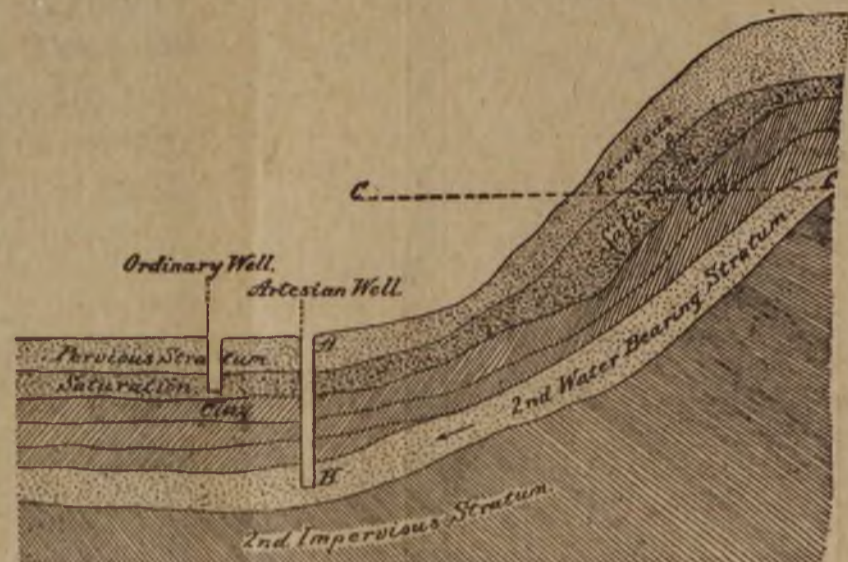 Pervious
Saturation
Clay
C
C
Ordinary Well.
Artesian Well.
A
Pervious Stratum
Saturation
Clay
2nd Water Bearing Stratum.
B
2nd Impervious Stratum.